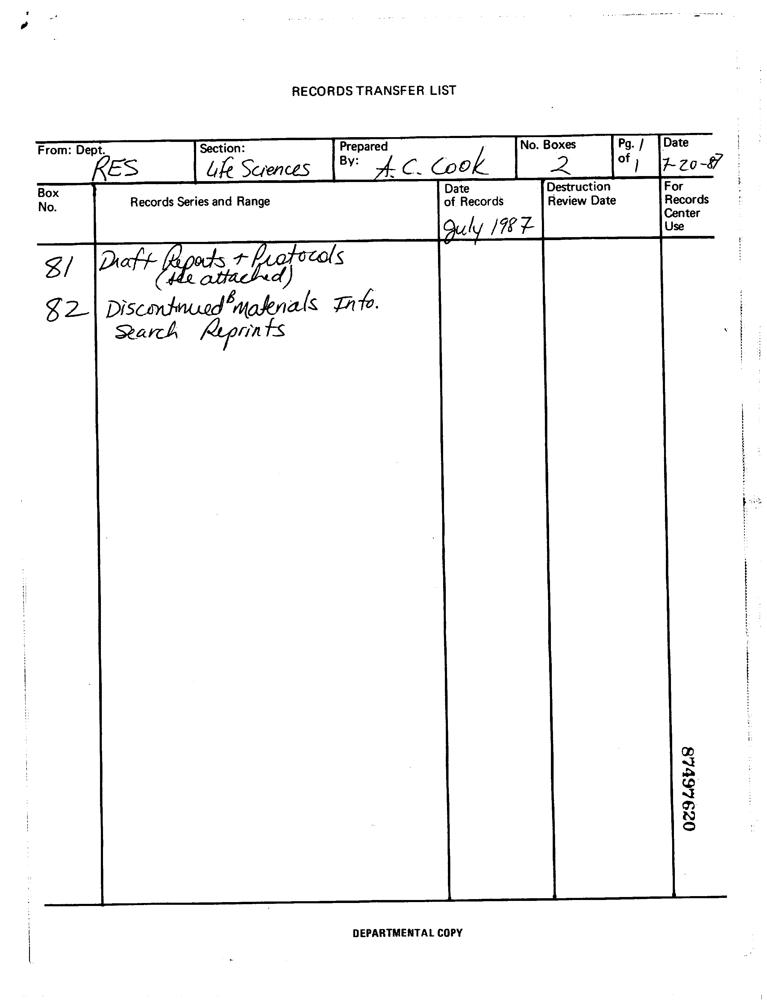 RECORDS TRANSFER LIST
From: Dept. RES
Section: Life Sciences
Prepared By: A. C. Cook
No. Boxes 2
Pg. 1 of 1
Date 7-20-87
Box No.
Records Series and Range
Date of Records July 1987
Destruction Review Date
For Records Center Use
81 Draft Reports + Protocols
(see attached)
82 Discontinued B Materials Info.
Search Reprints
87497620
DEPARTMENTAL COPY